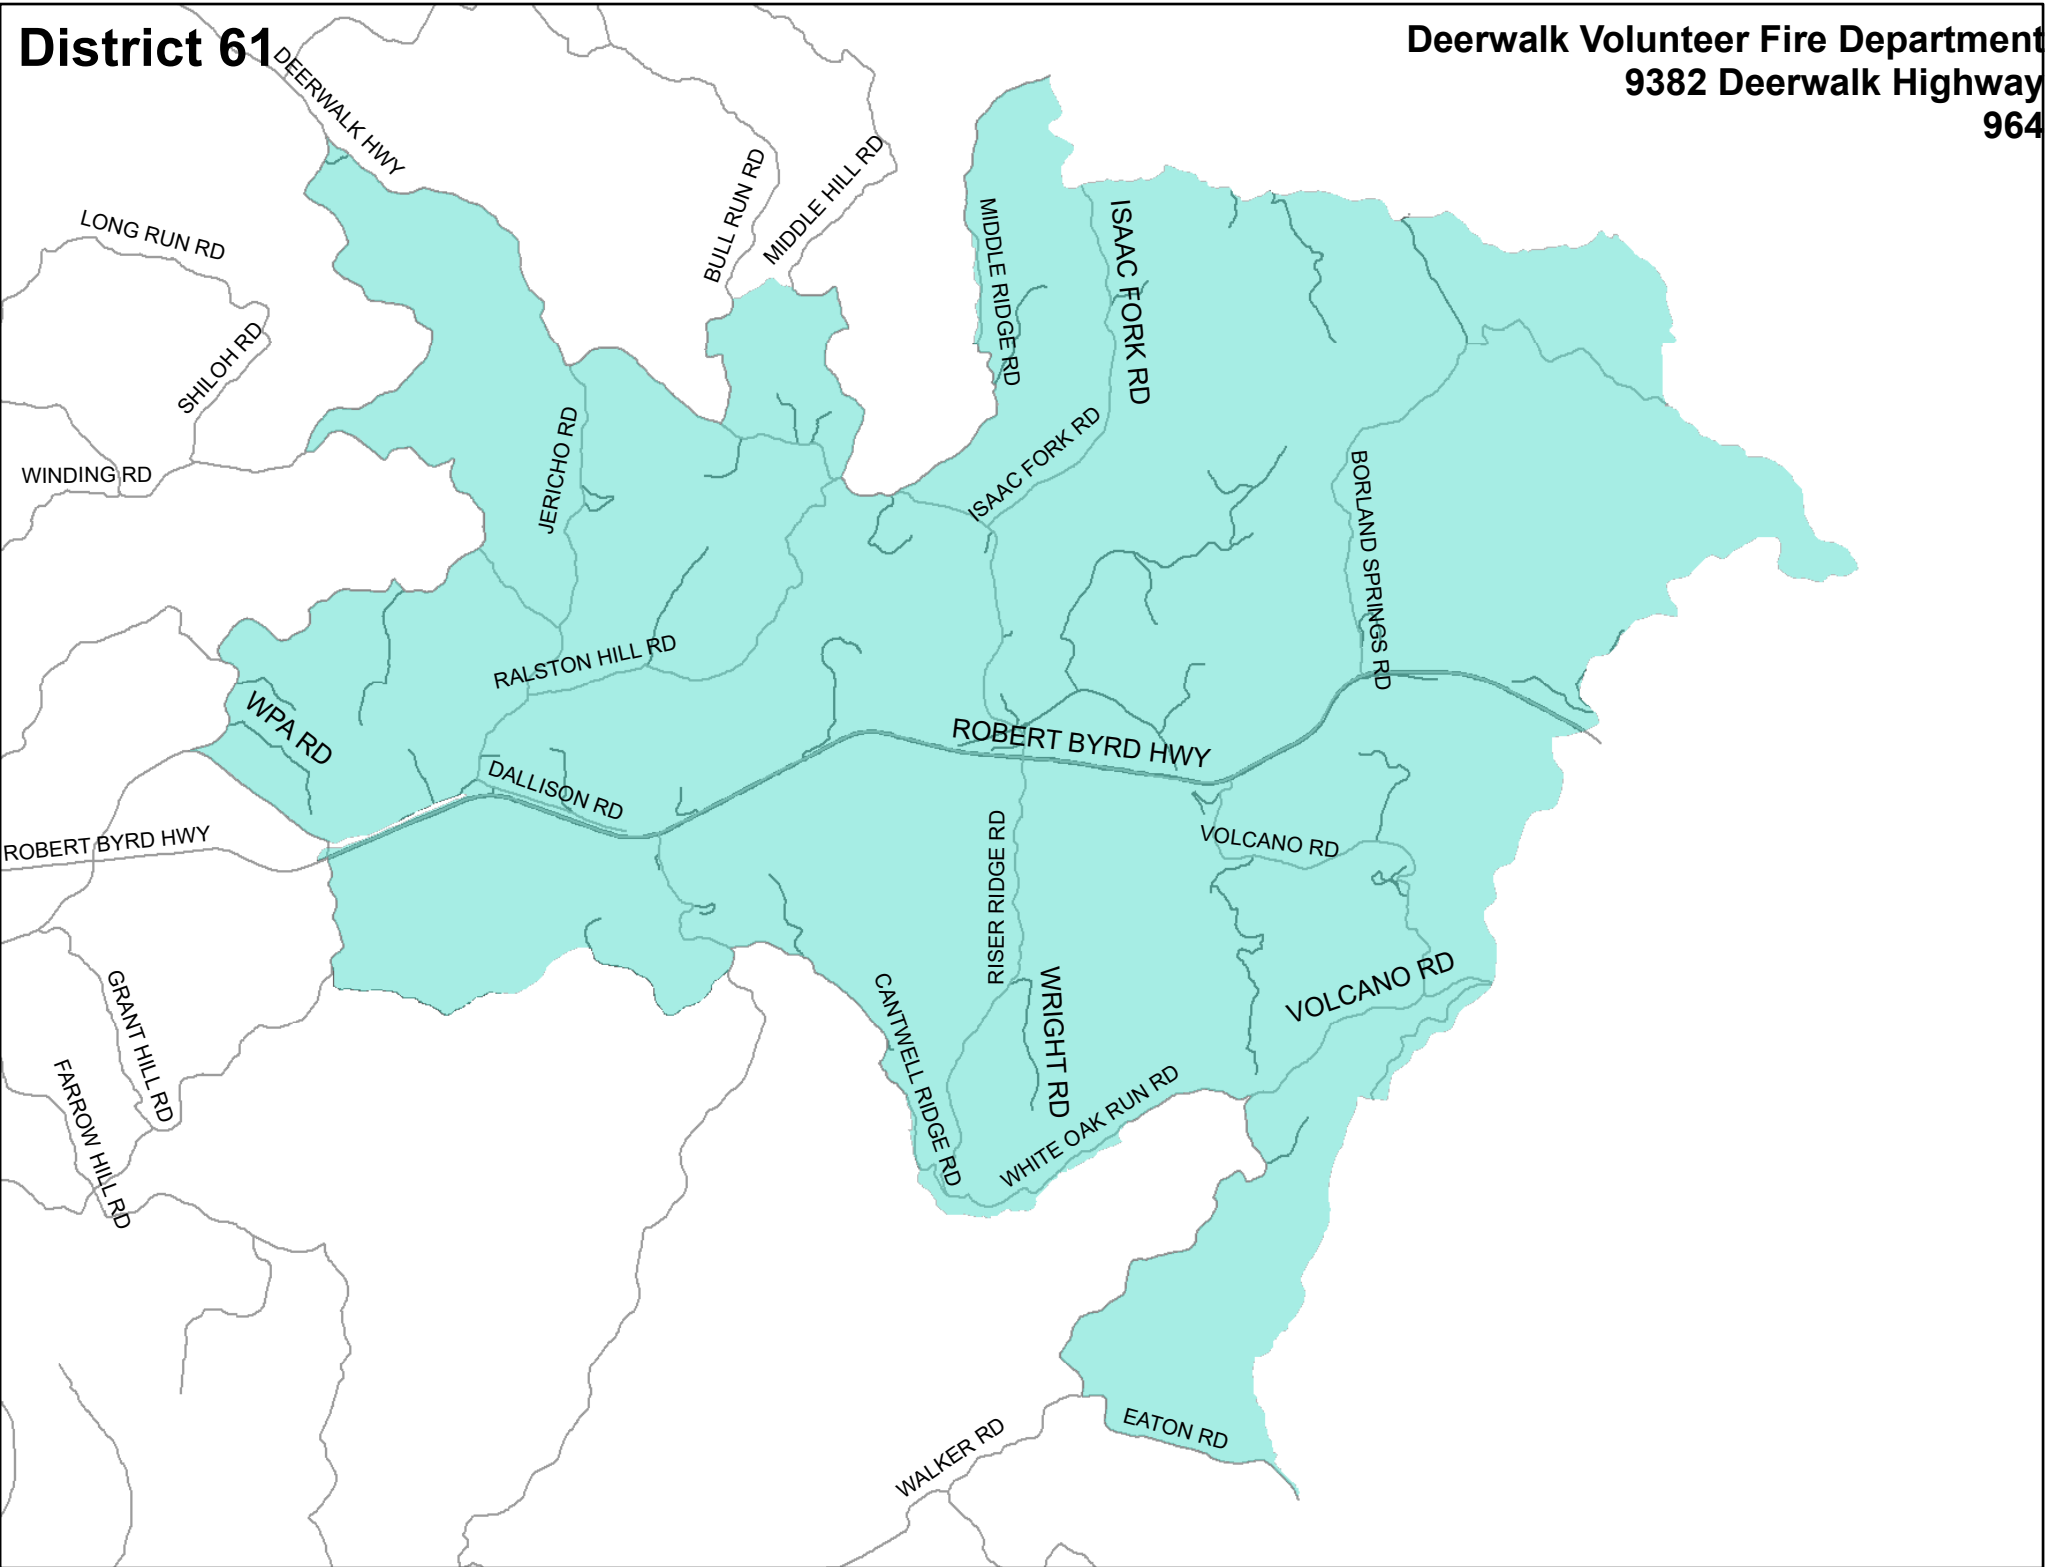 District 61
Deerwalk Volunteer Fire Department
9382 Deerwalk Highway
964
DEERWALK HWY
LONG RUN RD
SHILOH RD
WINDING RD
BULL RUN RD
MIDDLE HILL RD
MIDDLE RIDGE RD
ISAAC FORK RD
ISAAC FORK RD
JERICHO RD
BORLAND SPRINGS RD
RALSTON HILL RD
WPA RD
ROBERT BYRD HWY
DALLISON RD
ROBERT BYRD HWY
RISER RIDGE RD
VOLCANO RD
VOLCANO RD
GRANT HILL RD
FARROW HILL RD
CANTWELL RIDGE RD
WRIGHT RD
WHITE OAK RUN RD
WALKER RD
EATON RD